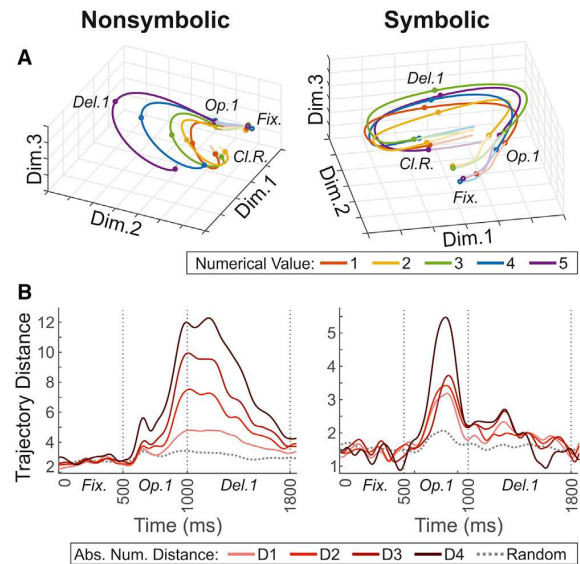 Nonsymbolic
Symbolic
A
Del.1
Op.1
Fix.
Cl.R.
Dim.3
Dim.2
Dim.1
Del.1
Op.1
Cl.R.
Fix.
Dim.3
Dim.2
Dim.1
Numerical Value: 1 2 3 4 5
B
Trajectory Distance
12
10
8
6
4
2
0
500
1000
1800
Fix. Op.1 Del.1
Time (ms)
5
4
3
2
1
0
500
1000
1800
Fix. Op.1 Del.1
Time (ms)
Abs. Num. Distance: D1 D2 D3 D4 Random